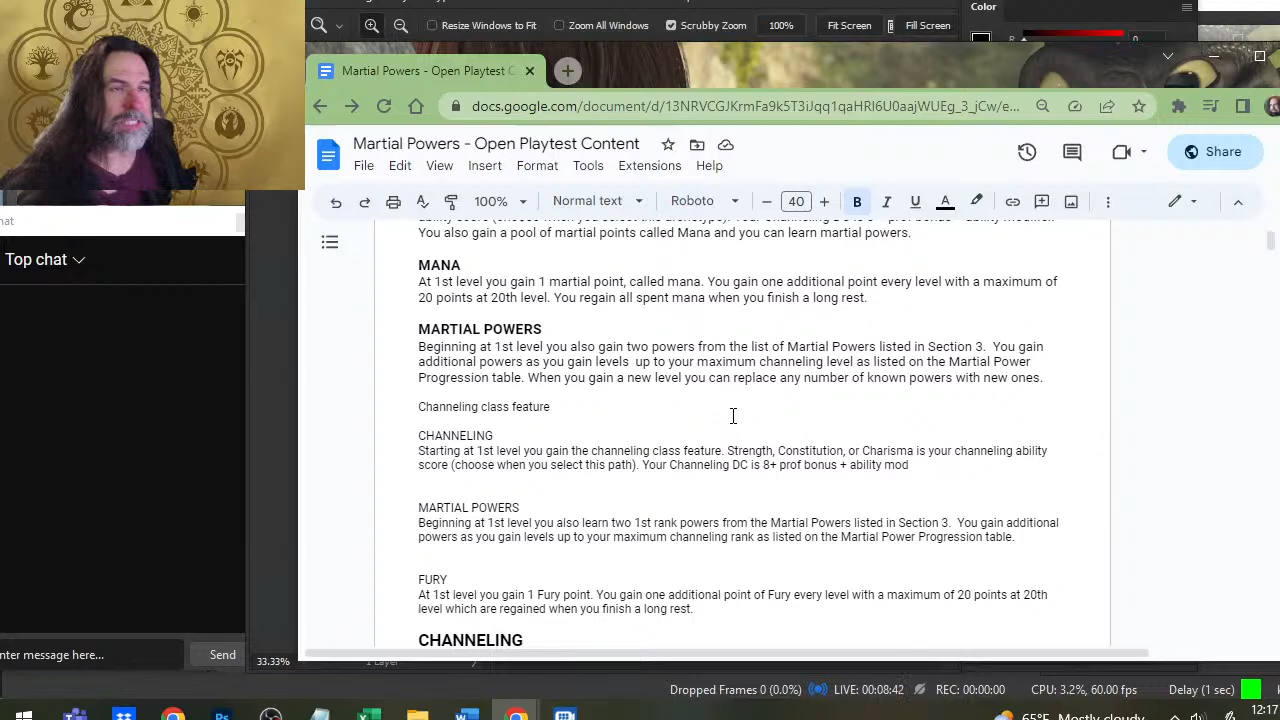 Resize Windows to Fit
All Windows
Scrubby Zoom
100%
Fit Screen
Fill Screen
Color
R
0
Martial Powers - Open Playtest C
docs.google.com/document/d/13NRVCGJKrmFa9k5T3iJqq1qaHRI6U0aajWUEg_3_jCw/e...
Martial Powers - Open Playtest Content
File Edit View Insert Format Tools Extensions Help
Share
100%
Normal text
Roboto
40
B I U A
hat
Top chat
You also gain a pool of martial points called Mana and you can learn martial powers.
MANA
At 1st level you gain 1 martial point, called mana. You gain one additional point every level with a maximum of
20 points at 20th level. You regain all spent mana when you finish a long rest.
MARTIAL POWERS
Beginning at 1st level you also gain two powers from the list of Martial Powers listed in Section 3. You gain
additional powers as you gain levels up to your maximum channeling level as listed on the Martial Power
Progression table. When you gain a new level you can replace any number of known powers with new ones.
Channeling class feature
CHANNELING
Starting at 1st level you gain the channeling class feature. Strength, Constitution, or Charisma is your channeling ability
score (choose when you select this path). Your Channeling DC is 8+ prof bonus + ability mod
MARTIAL POWERS
Beginning at 1st level you also learn two 1st rank powers from the Martial Powers listed in Section 3. You gain additional
powers as you gain levels up to your maximum channeling rank as listed on the Martial Power Progression table.
FURY
At 1st level you gain 1 Fury point. You gain one additional point of Fury every level with a maximum of 20 points at 20th
level which are regained when you finish a long rest.
CHANNELING
nter message here...
Send
33.33%
Dropped Frames 0 (0.0%)
LIVE: 00:08:42
REC: 00:00:00
CPU: 3.2%, 60.00 fps
Delay (1 sec)
65°F Mostly cloudy
12:17